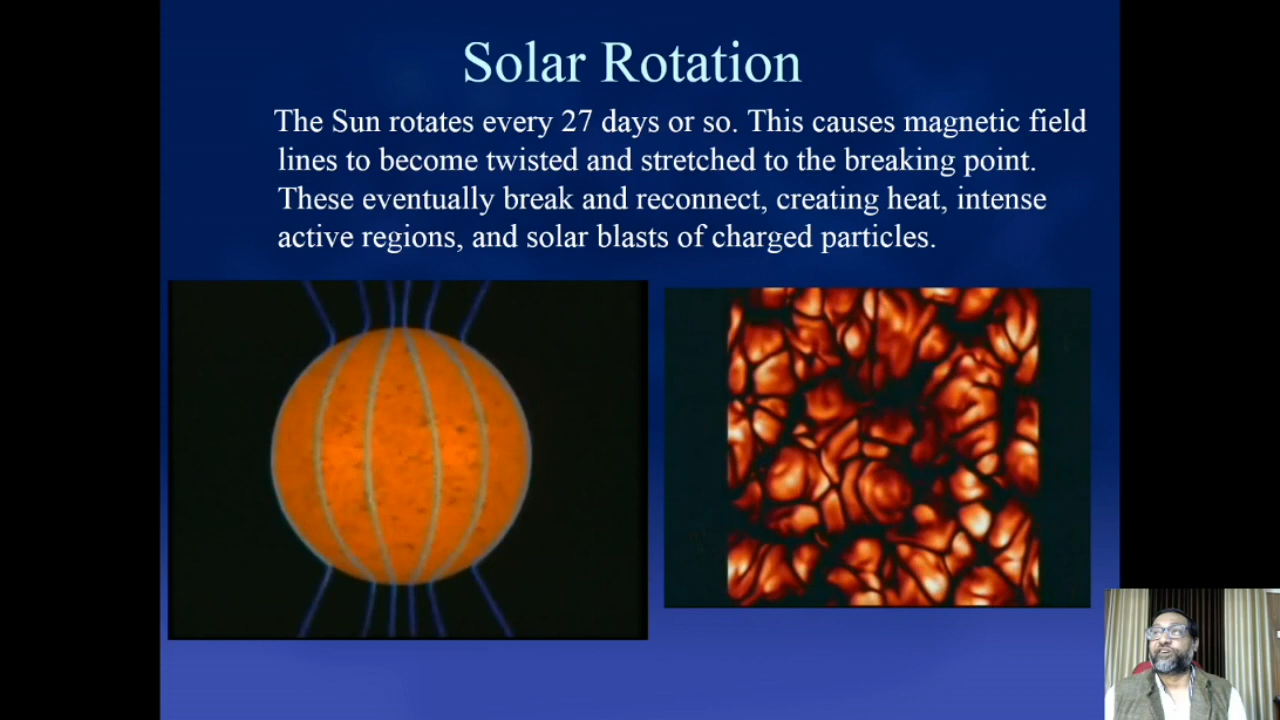 Solar Rotation
The Sun rotates every 27 days or so. This causes magnetic field
lines to become twisted and stretched to the breaking point.
These eventually break and reconnect, creating heat, intense
active regions, and solar blasts of charged particles.